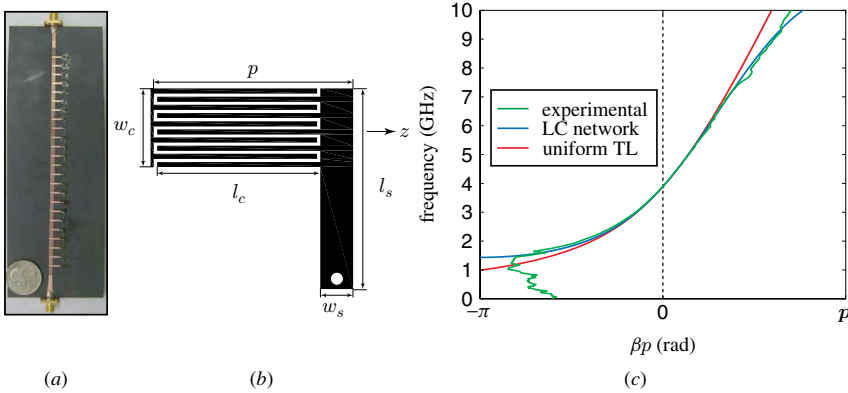 p
w_c
l_c
z
l_s
w_s
(a)
(b)
10
9
8
7
6
5
4
3
2
1
0
frequency (GHz)
experimental
LC network
uniform TL
−π
0
p
βp (rad)
(c)